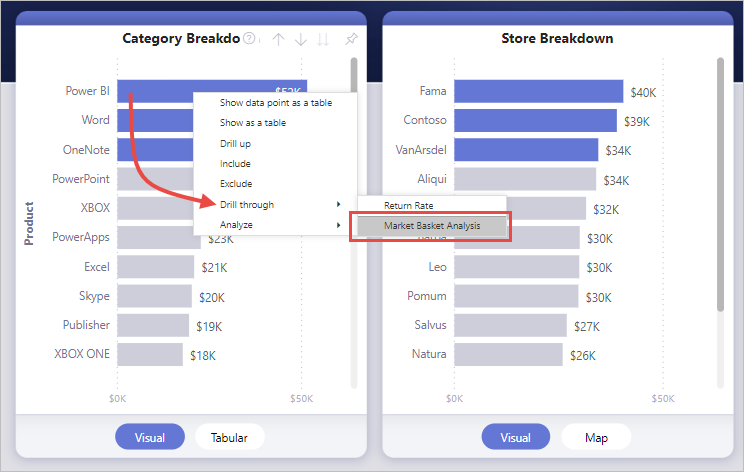 Category Breakdo
Product
Power BI $52K
Word
OneNote
PowerPoint
XBOX
PowerApps $23K
Excel $21K
Skype $20K
Publisher $19K
XBOX ONE $18K
$0K $50K
Visual Tabular
Show data point as a table
Show as a table
Drill up
Include
Exclude
Drill through
Analyze
Return Rate
Market Basket Analysis
Store Breakdown
Fama $40K
Contoso $39K
VanArsdel $34K
Aliqui $34K
$32K
$30K
Leo $30K
Pomum $30K
Salvus $27K
Natura $26K
$0K $50K
Visual Map